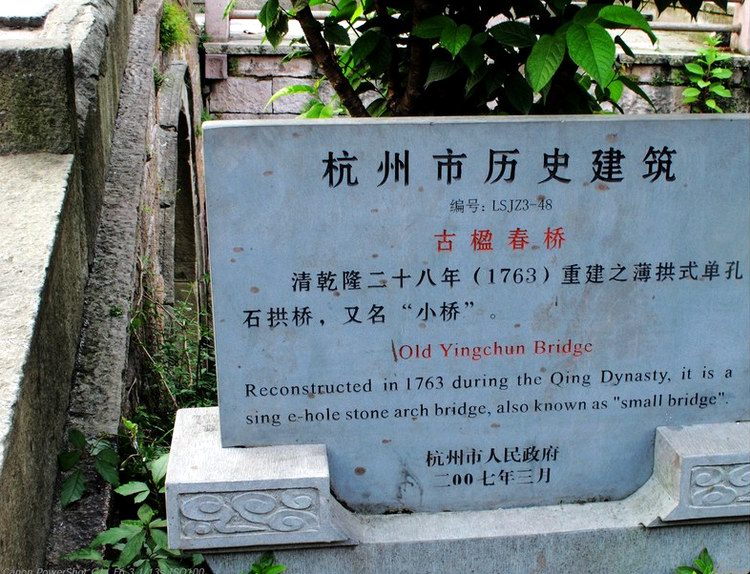 杭州市历史建筑
编号: LSJZ3-48
古楹春桥
清乾隆二十八年（1763）重建之薄拱式单孔
石拱桥，又名“小桥”。
Old Yingchun Bridge
Reconstructed in 1763 during the Qing Dynasty, it is a
sing e-hole stone arch bridge, also known as "small bridge".
杭州市人民政府
二00七年三月